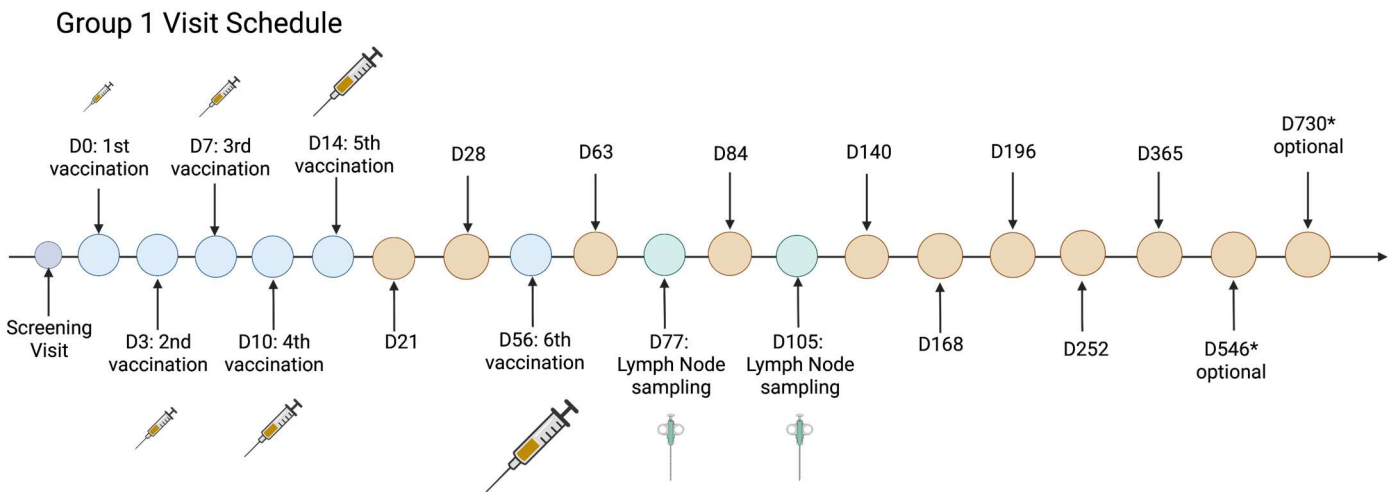 Group 1 Visit Schedule
D0: 1st
vaccination
D7: 3rd
vaccination
D14: 5th
vaccination
D28
D63
D84
D140
D196
D365
D730*
optional
Screening
Visit
D3: 2nd
vaccination
D10: 4th
vaccination
D21
D56: 6th
vaccination
D77:
Lymph Node
sampling
D105:
Lymph Node
sampling
D168
D252
D546*
optional